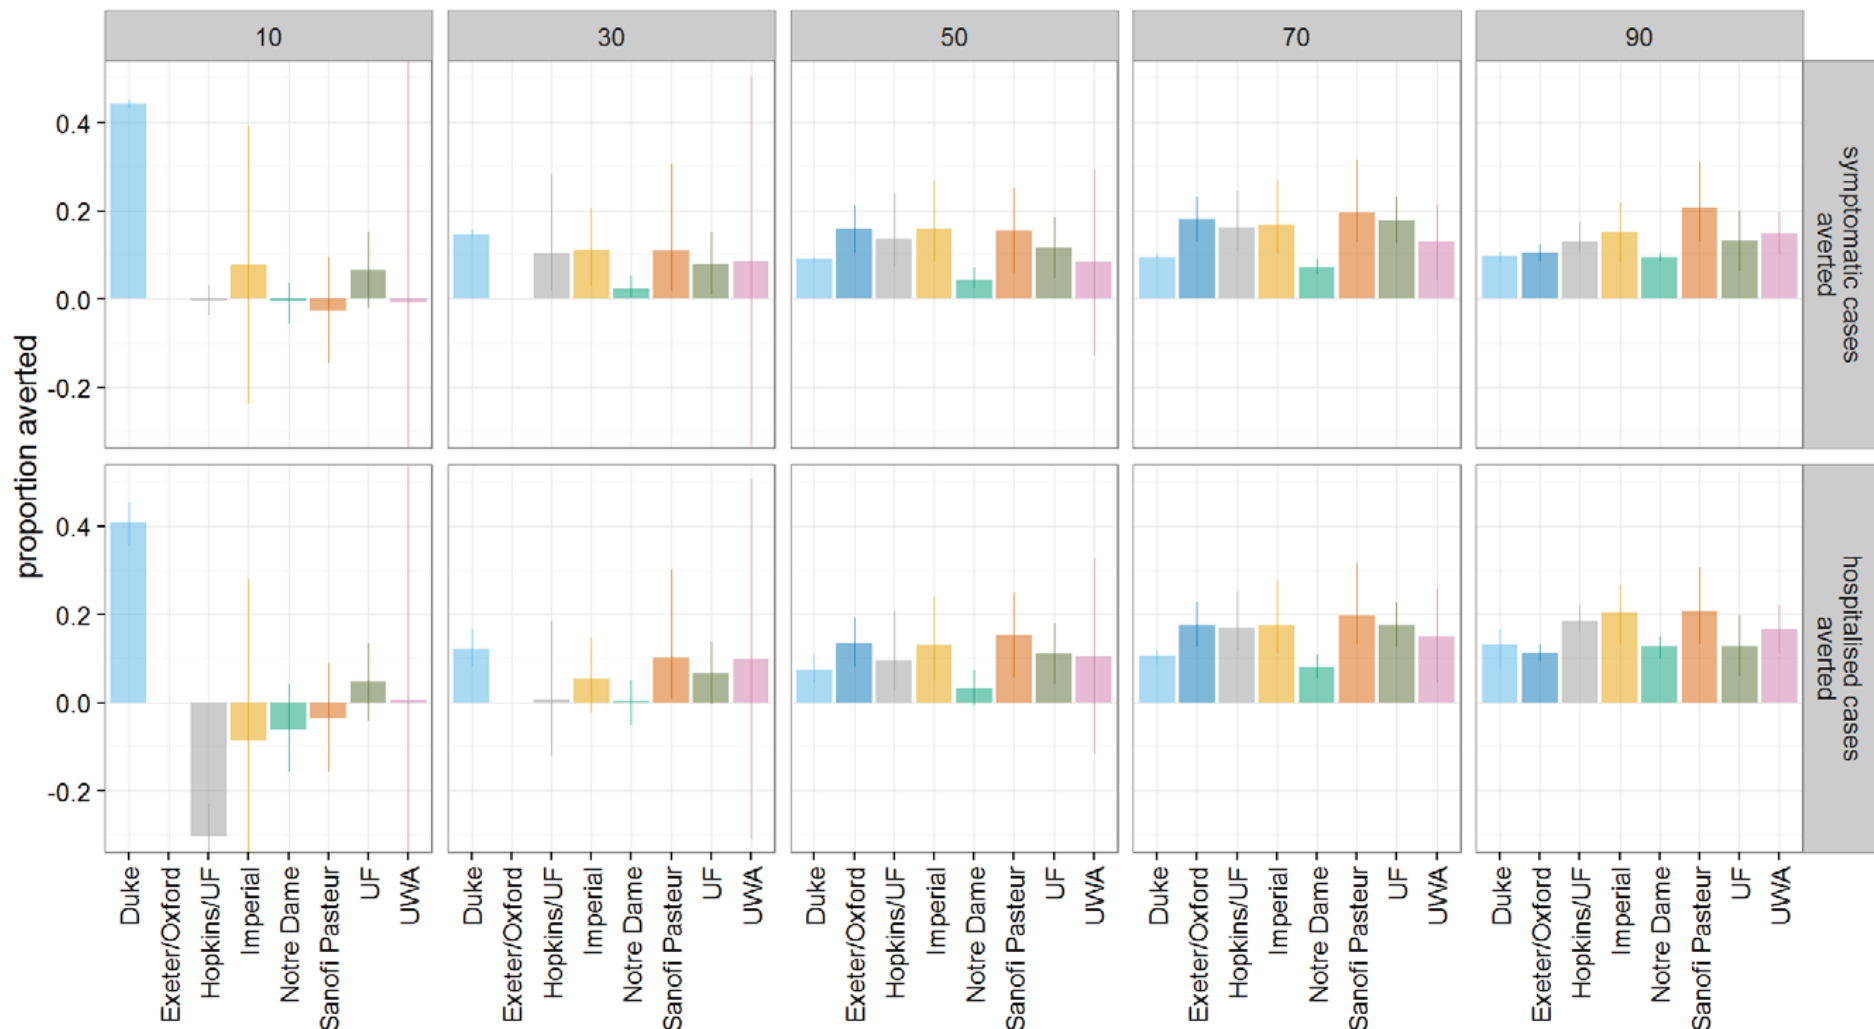 10 30 50 70 90
0.4
0.2
0.0
-0.2
symptomatic cases
averted
proportion averted
0.4
0.2
0.0
-0.2
hospitalised cases
averted
Duke Exeter/Oxford Hopkins/UF Imperial Notre Dame Sanofi Pasteur UF UWA
Duke Exeter/Oxford Hopkins/UF Imperial Notre Dame Sanofi Pasteur UF UWA
Duke Exeter/Oxford Hopkins/UF Imperial Notre Dame Sanofi Pasteur UF UWA
Duke Exeter/Oxford Hopkins/UF Imperial Notre Dame Sanofi Pasteur UF UWA
Duke Exeter/Oxford Hopkins/UF Imperial Notre Dame Sanofi Pasteur UF UWA